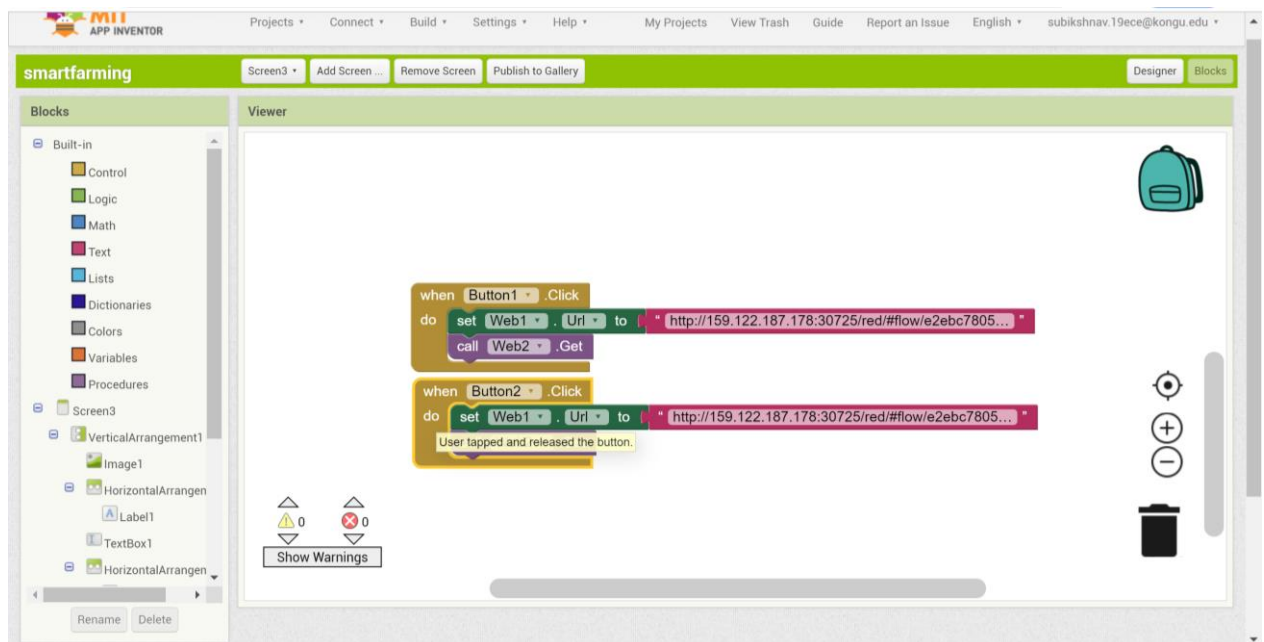 MIT
APP INVENTOR
Projects Connect Build Settings Help My Projects View Trash Guide Report an Issue English subikshnav.19ece@kongu.edu
smartfarming Screen3 Add Screen ... Remove Screen Publish to Gallery Designer Blocks
Blocks
Viewer
Built-in
Control
Logic
Math
Text
Lists
Dictionaries
Colors
Variables
Procedures
Screen3
VerticalArrangement1
Image1
HorizontalArrangen
Label1
TextBox1
HorizontalArrangen
Rename Delete
when Button1 .Click
do set Web1 . Url to " http://159.122.187.178:30725/red/#flow/e2ebc7805... "
call Web2 .Get
when Button2 .Click
do set Web1 . Url to " http://159.122.187.178:30725/red/#flow/e2ebc7805... "
User tapped and released the button.
0 0
Show Warnings